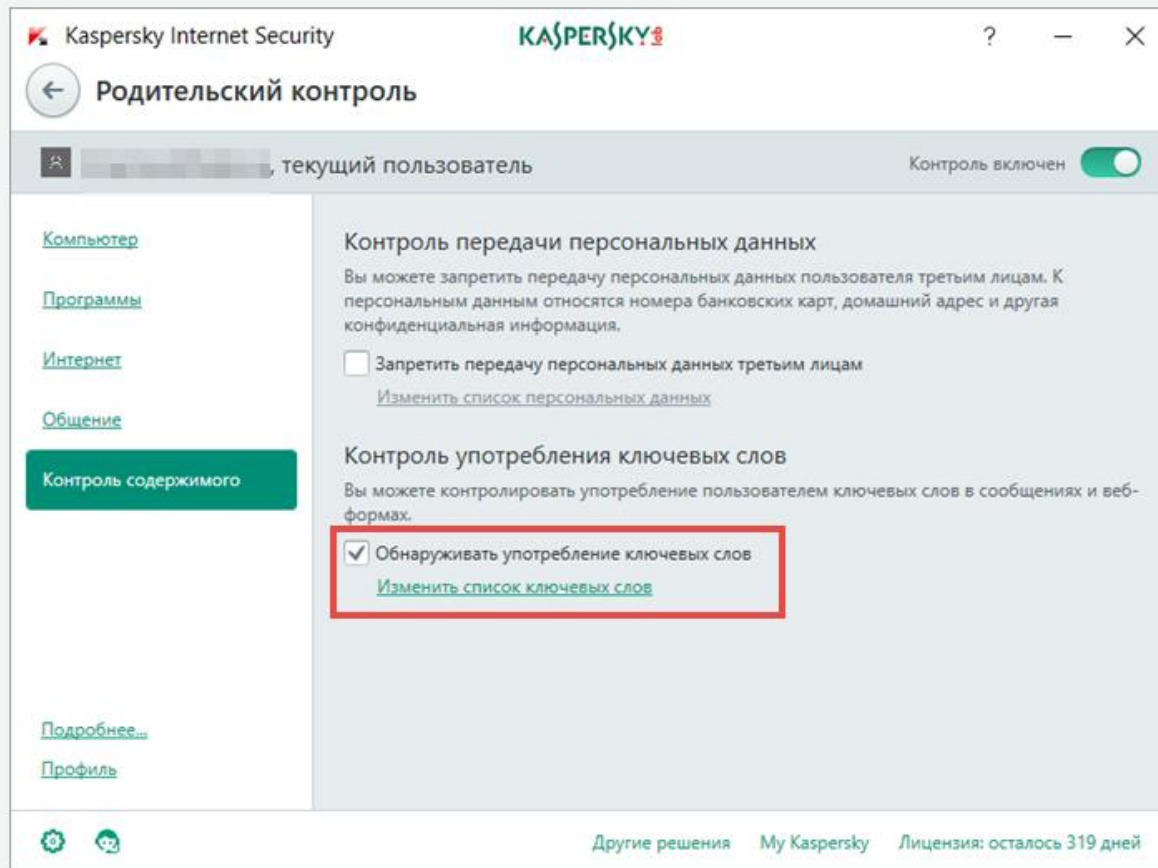 Kaspersky Internet Security
KASPERSKY lab
?
Родительский контроль
, текущий пользователь
Контроль включен
Компьютер
Программы
Интернет
Общение
Контроль содержимого
Контроль передачи персональных данных
Вы можете запретить передачу персональных данных пользователя третьим лицам. К
персональным данным относятся номера банковских карт, домашний адрес и другая
конфиденциальная информация.
Запретить передачу персональных данных третьим лицам
Изменить список персональных данных
Контроль употребления ключевых слов
Вы можете контролировать употребление пользователем ключевых слов в сообщениях и веб-
формах.
Обнаруживать употребление ключевых слов
Изменить список ключевых слов
Подробнее...
Профиль
Другие решения
My Kaspersky
Лицензия: осталось 319 дней